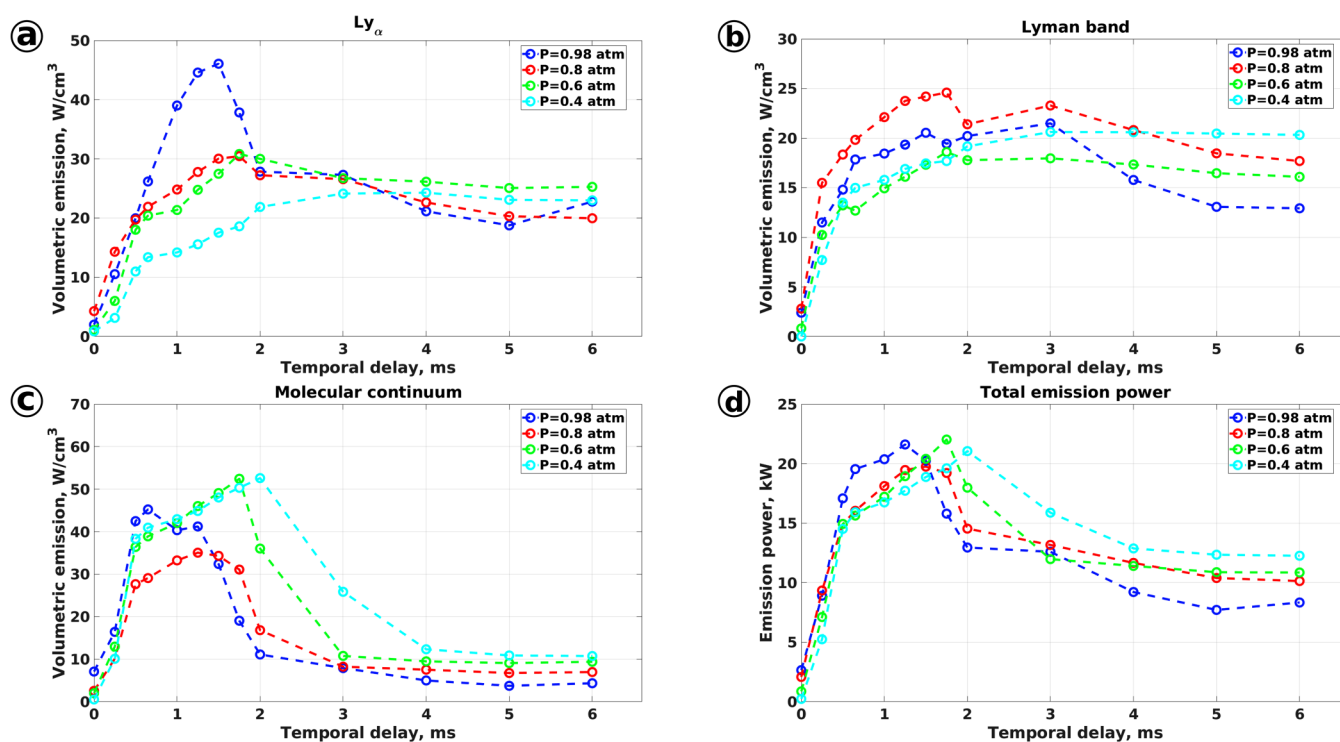 a
Ly_α
Volumetric emission, W/cm³
50
40
30
20
10
0
0 1 2 3 4 5 6
Temporal delay, ms
P=0.98 atm
P=0.8 atm
P=0.6 atm
P=0.4 atm
b
Lyman band
Volumetric emission, W/cm³
30
25
20
15
10
5
0
0 1 2 3 4 5 6
Temporal delay, ms
P=0.98 atm
P=0.8 atm
P=0.6 atm
P=0.4 atm
c
Molecular continuum
Volumetric emission, W/cm³
70
60
50
40
30
20
10
0
0 1 2 3 4 5 6
Temporal delay, ms
P=0.98 atm
P=0.8 atm
P=0.6 atm
P=0.4 atm
d
Total emission power
Emission power, kW
25
20
15
10
5
0
0 1 2 3 4 5 6
Temporal delay, ms
P=0.98 atm
P=0.8 atm
P=0.6 atm
P=0.4 atm